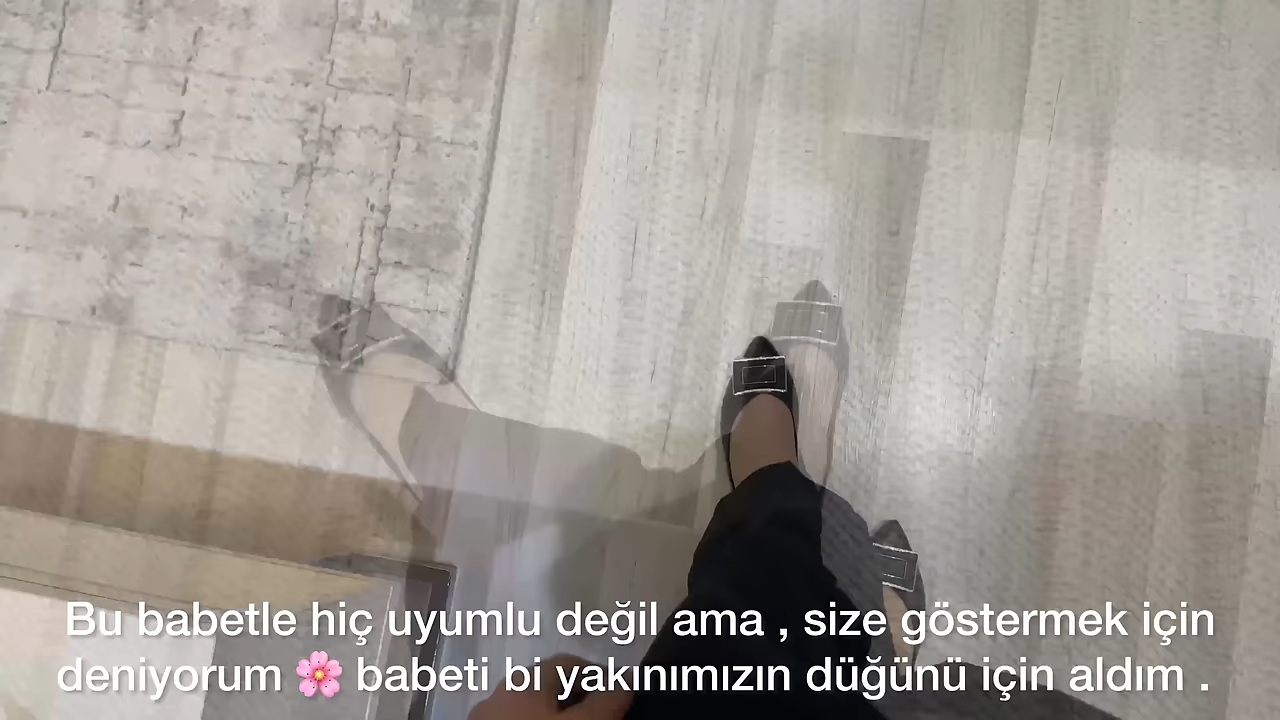 Bu babetle hiç uyumlu değil ama , size göstermek için
deniyorum 🌸 babeti bi yakınımızın düğünü için aldım .